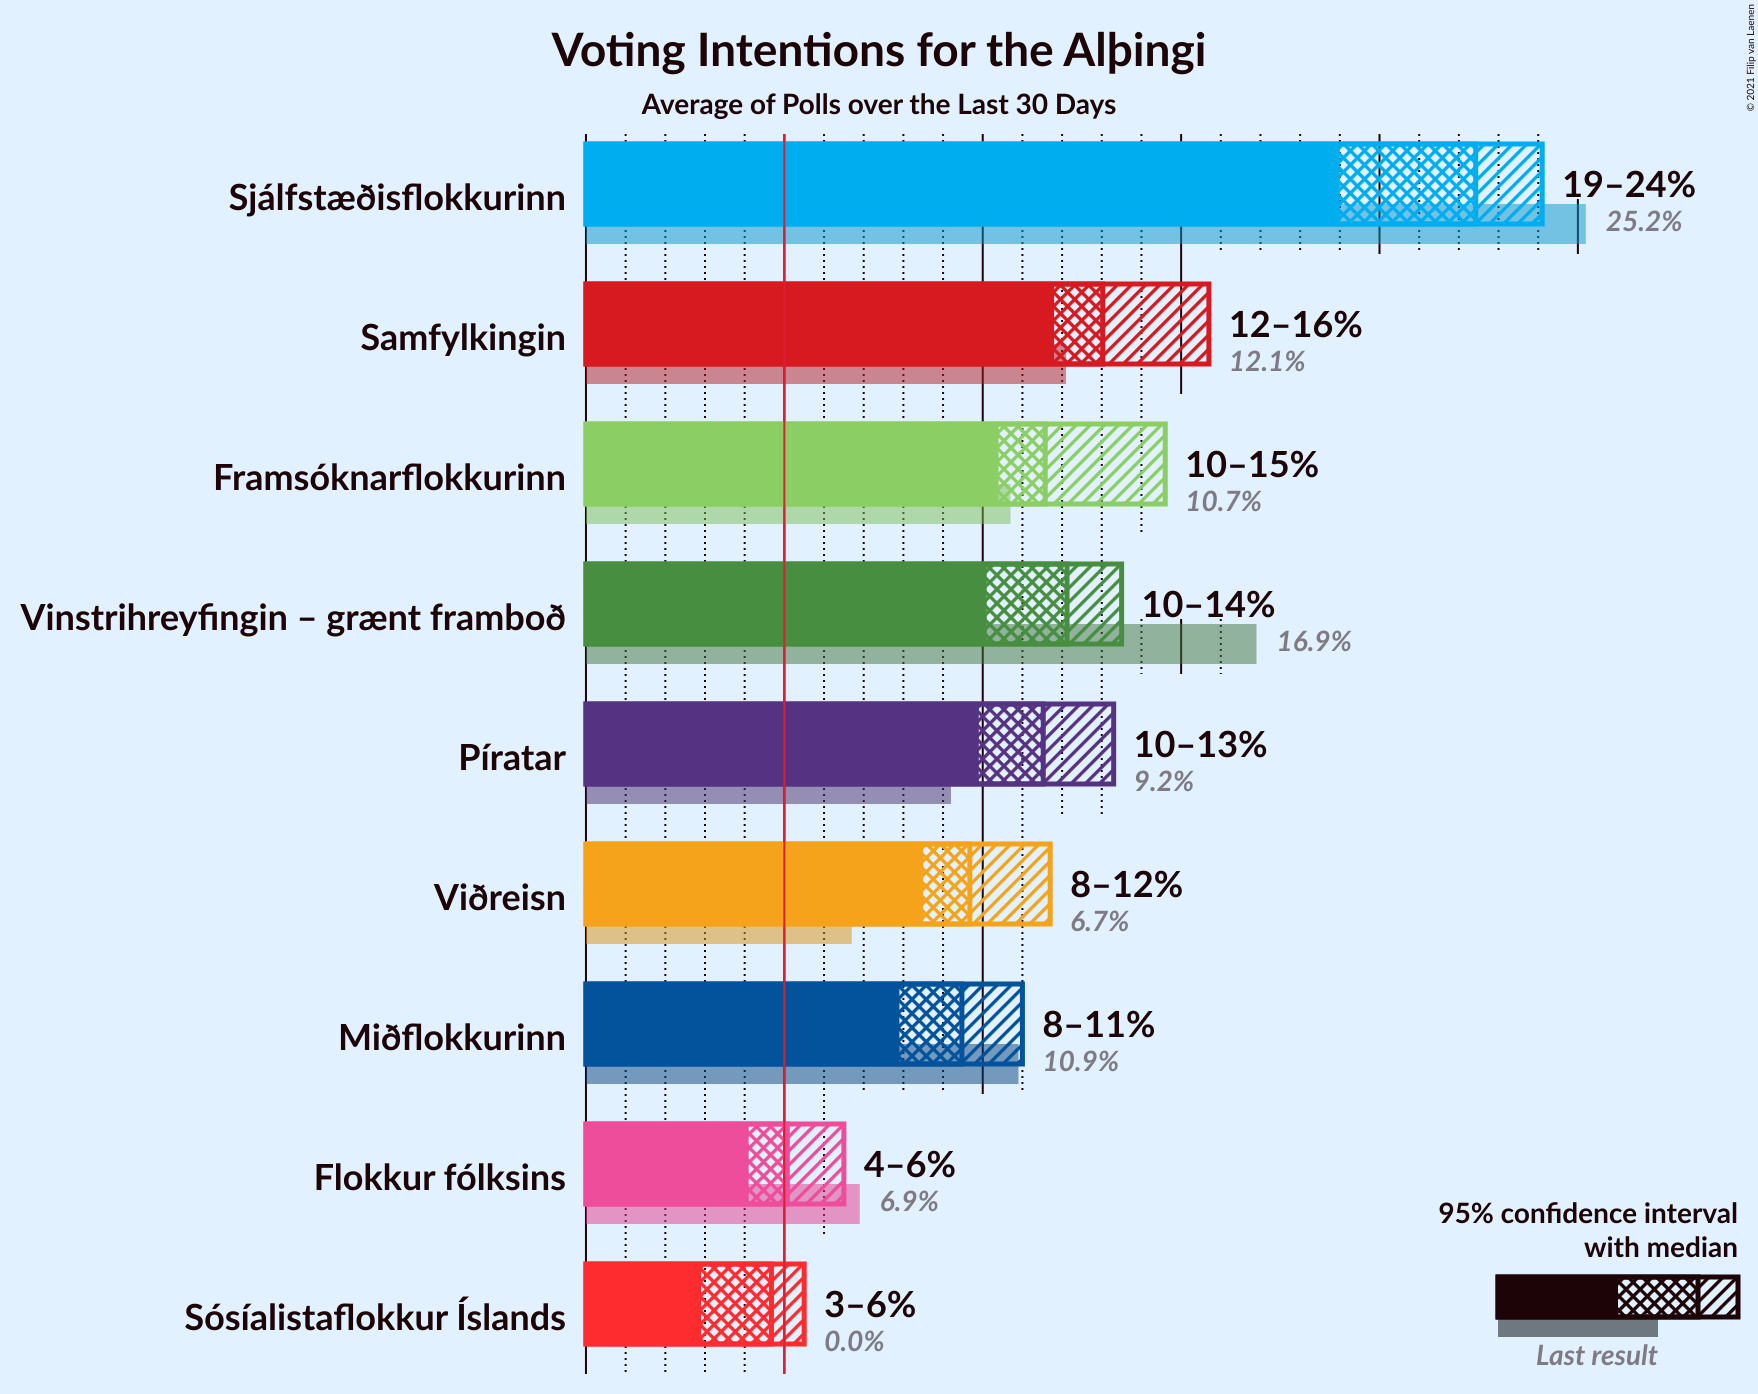 Voting Intentions for the Alþingi
Average of Polls over the Last 30 Days
© 2021 Filip van Laenen
Sjálfstæðisflokkurinn
19–24%
25.2%
Samfylkingin
12–16%
12.1%
Framsóknarflokkurinn
10–15%
10.7%
Vinstrihreyfingin – grænt framboð
10–14%
16.9%
Píratar
10–13%
9.2%
Viðreisn
8–12%
6.7%
Miðflokkurinn
8–11%
10.9%
Flokkur fólksins
4–6%
6.9%
Sósíalistaflokkur Íslands
3–6%
0.0%
95% confidence interval
with median
Last result